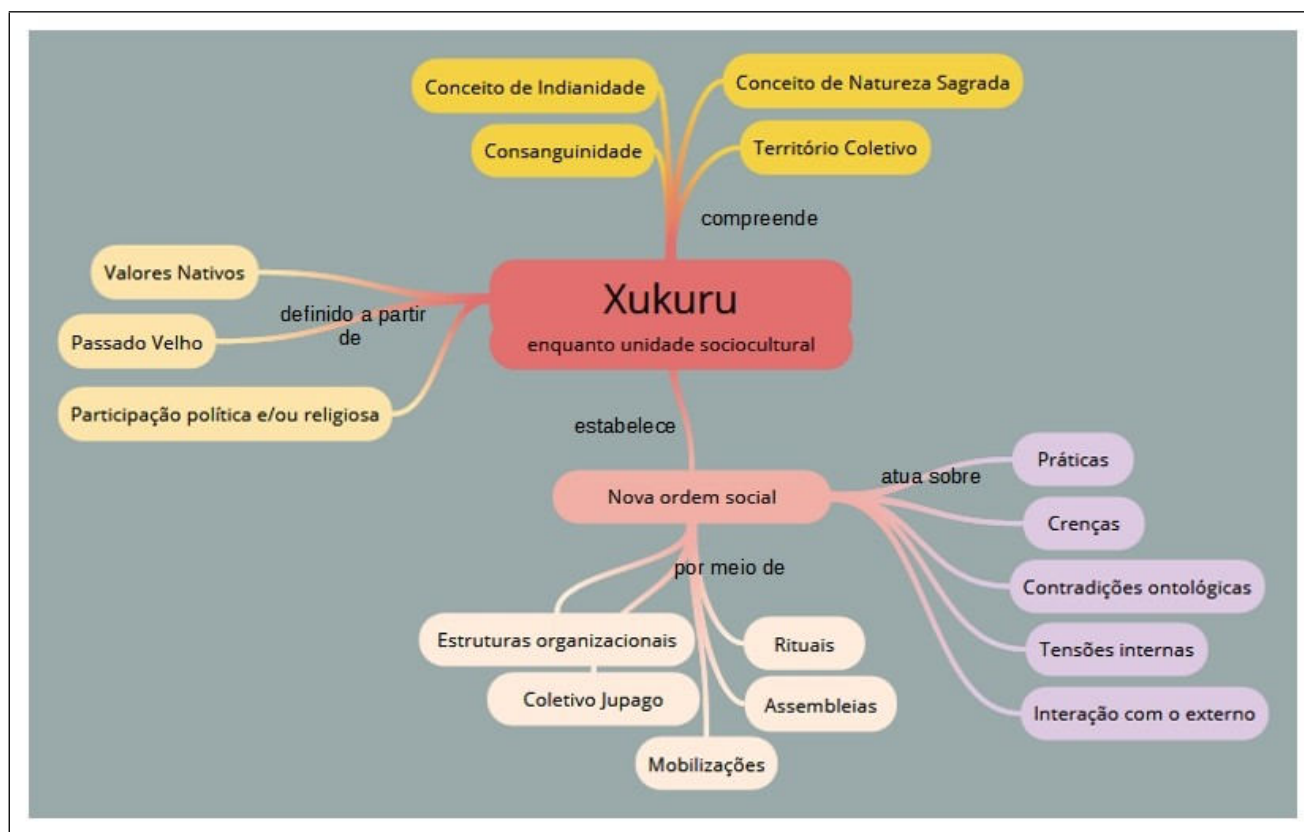 Conceito de Indianidade
Conceito de Natureza Sagrada
Consanguinidade
Território Coletivo
compreende
Xukuru
enquanto unidade sociocultural
Valores Nativos
definido a partir
de
Passado Velho
Participação política e/ou religiosa
estabelece
Nova ordem social
atua sobre
Práticas
Crenças
Contradições ontológicas
Tensões internas
Interação com o externo
por meio de
Estruturas organizacionais
Rituais
Coletivo Jupago
Assembleias
Mobilizações